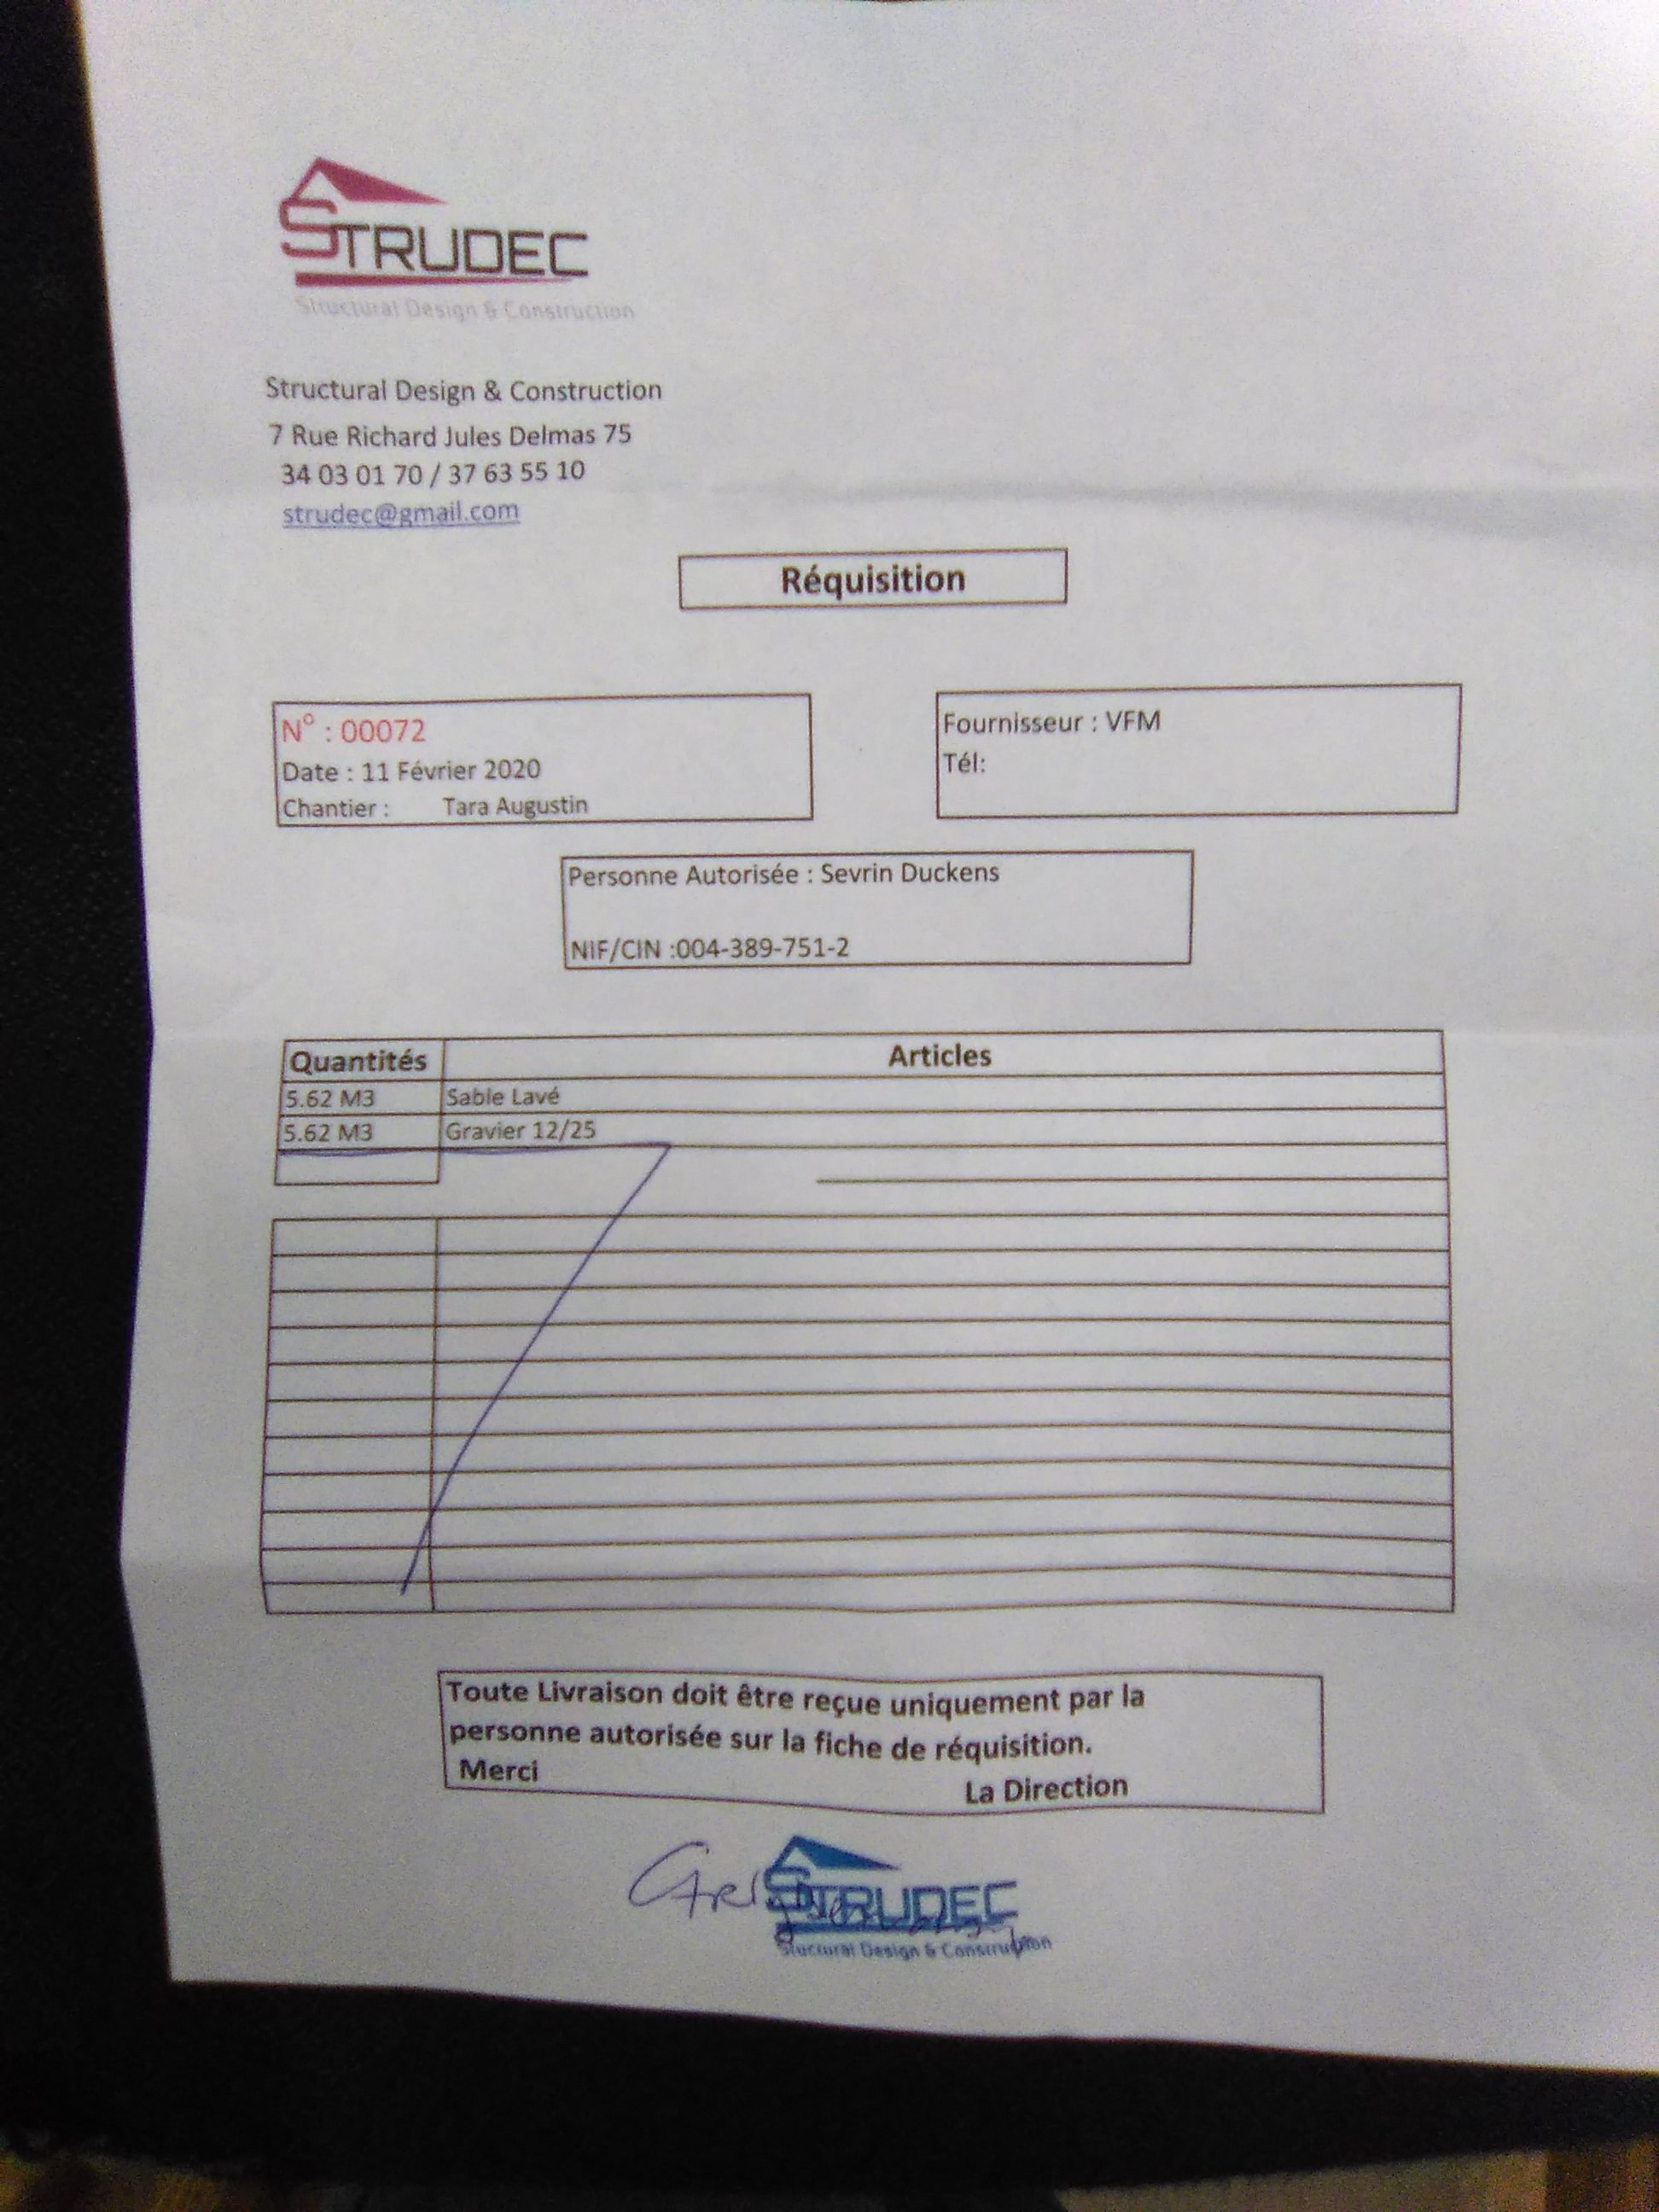 STRUDEC
Structural Design & Construction
Structural Design & Construction
7 Rue Richard Jules Delmas 75
34 03 01 70 / 37 63 55 10
strudec@gmail.com
Réquisition
N° : 00072
Date : 11 Février 2020
Chantier : Tara Augustin
Fournisseur : VFM
Tél:
Personne Autorisée : Sevrin Duckens
NIF/CIN :004-389-751-2
Quantités Articles
5.62 M3 Sable Lavé
5.62 M3 Gravier 12/25
Toute Livraison doit être reçue uniquement par la
personne autorisée sur la fiche de réquisition.
Merci
La Direction
STRUDEC
Structural Design & Construction